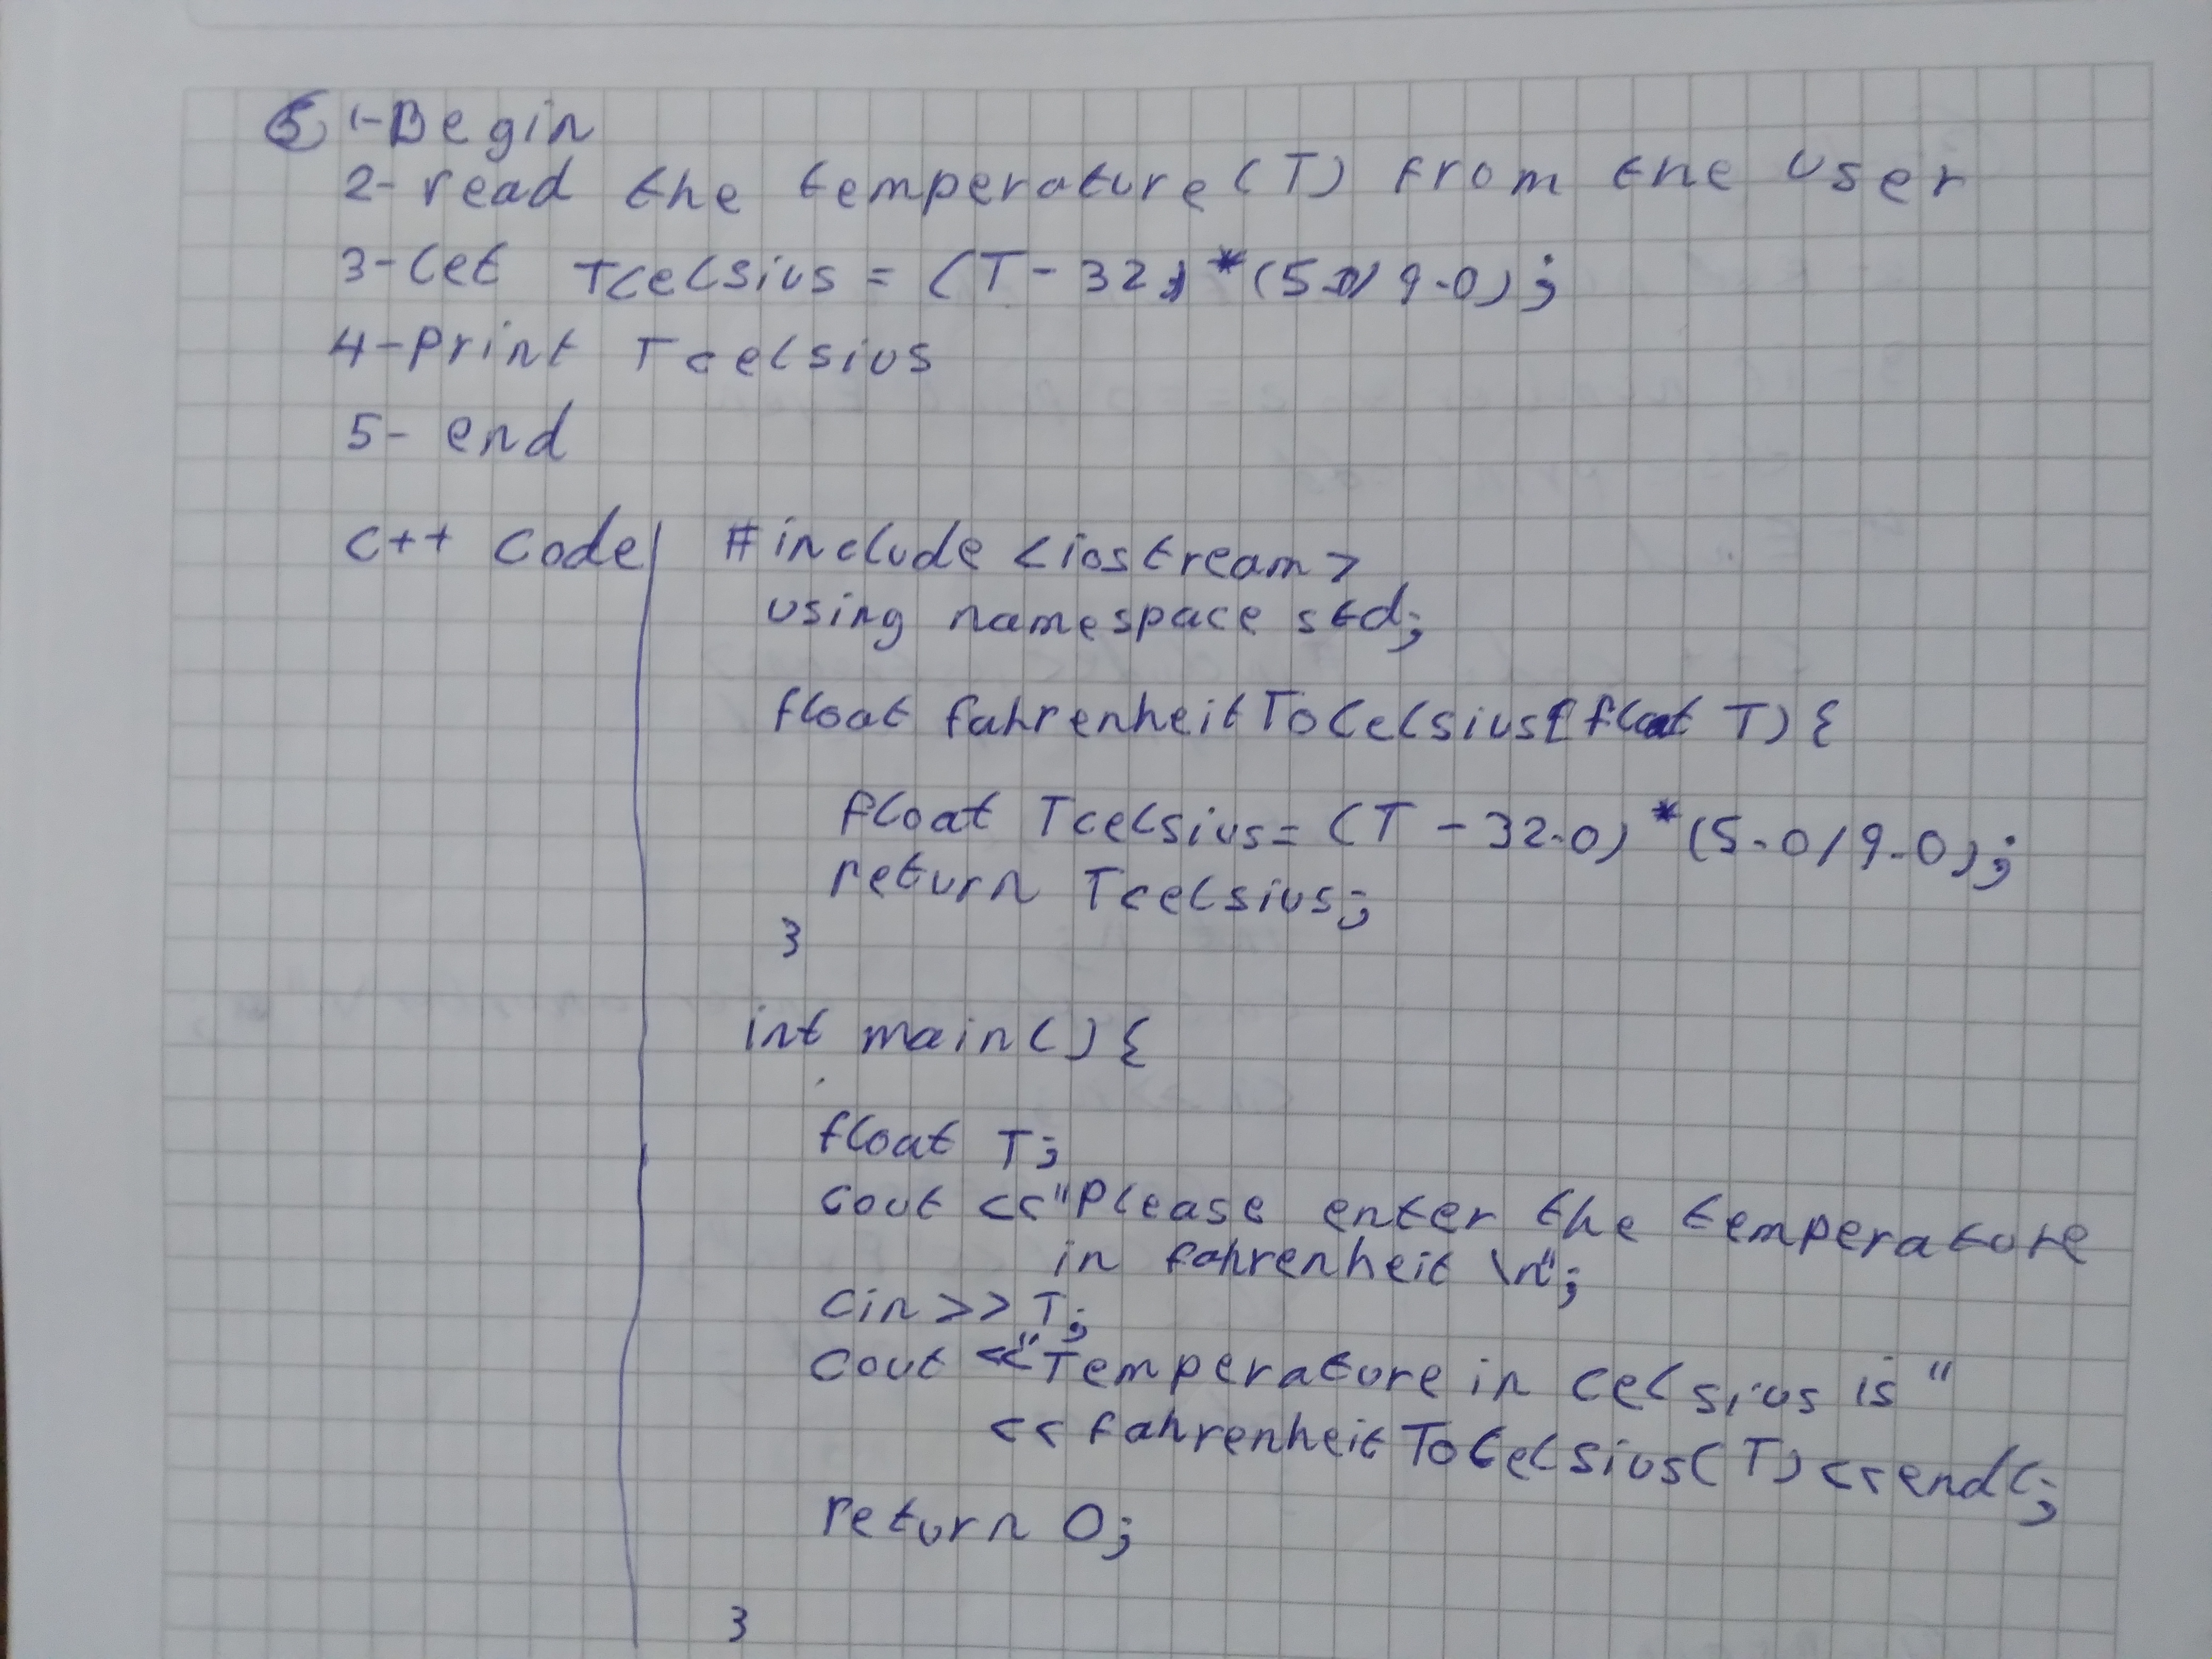 5) 1-Begin
2- read the temperature (T) from the user
3- let Tcelsius = (T - 32) * (5.0/9.0);
4- print Tcelsius
5- end
C++ code
#include <iostream>
using namespace std;
float fahrenheitToCelsius(float T) {
float Tcelsius = (T - 32.0) * (5.0/9.0);
return Tcelsius;
}
int main() {
float T;
cout << "Please enter the temperature
in fahrenheit \n";
cin >> T;
cout << "Temperature in celsius is "
<< fahrenheitToCelsius(T) << endl;
return 0;
}